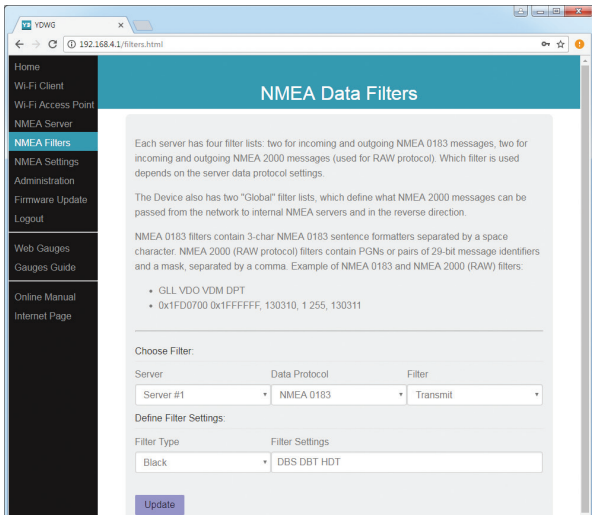 YD YDWG
192.168.4.1/filters.html
Home
Wi-Fi Client
Wi-Fi Access Point
NMEA Server
NMEA Filters
NMEA Settings
Administration
Firmware Update
Logout
Web Gauges
Gauges Guide
Online Manual
Internet Page
NMEA Data Filters
Each server has four filter lists: two for incoming and outgoing NMEA 0183 messages, two for
incoming and outgoing NMEA 2000 messages (used for RAW protocol). Which filter is used
depends on the server data protocol settings.
The Device also has two "Global" filter lists, which define what NMEA 2000 messages can be
passed from the network to internal NMEA servers and in the reverse direction.
NMEA 0183 filters contain 3-char NMEA 0183 sentence formatters separated by a space
character. NMEA 2000 (RAW protocol) filters contain PGNs or pairs of 29-bit message identifiers
and a mask, separated by a comma. Example of NMEA 0183 and NMEA 2000 (RAW) filters:
• GLL VDO VDM DPT
• 0x1FD0700 0x1FFFFFF, 130310, 1 255, 130311
Choose Filter:
Server Data Protocol Filter
Server #1 NMEA 0183 Transmit
Define Filter Settings:
Filter Type Filter Settings
Black DBS DBT HDT
Update